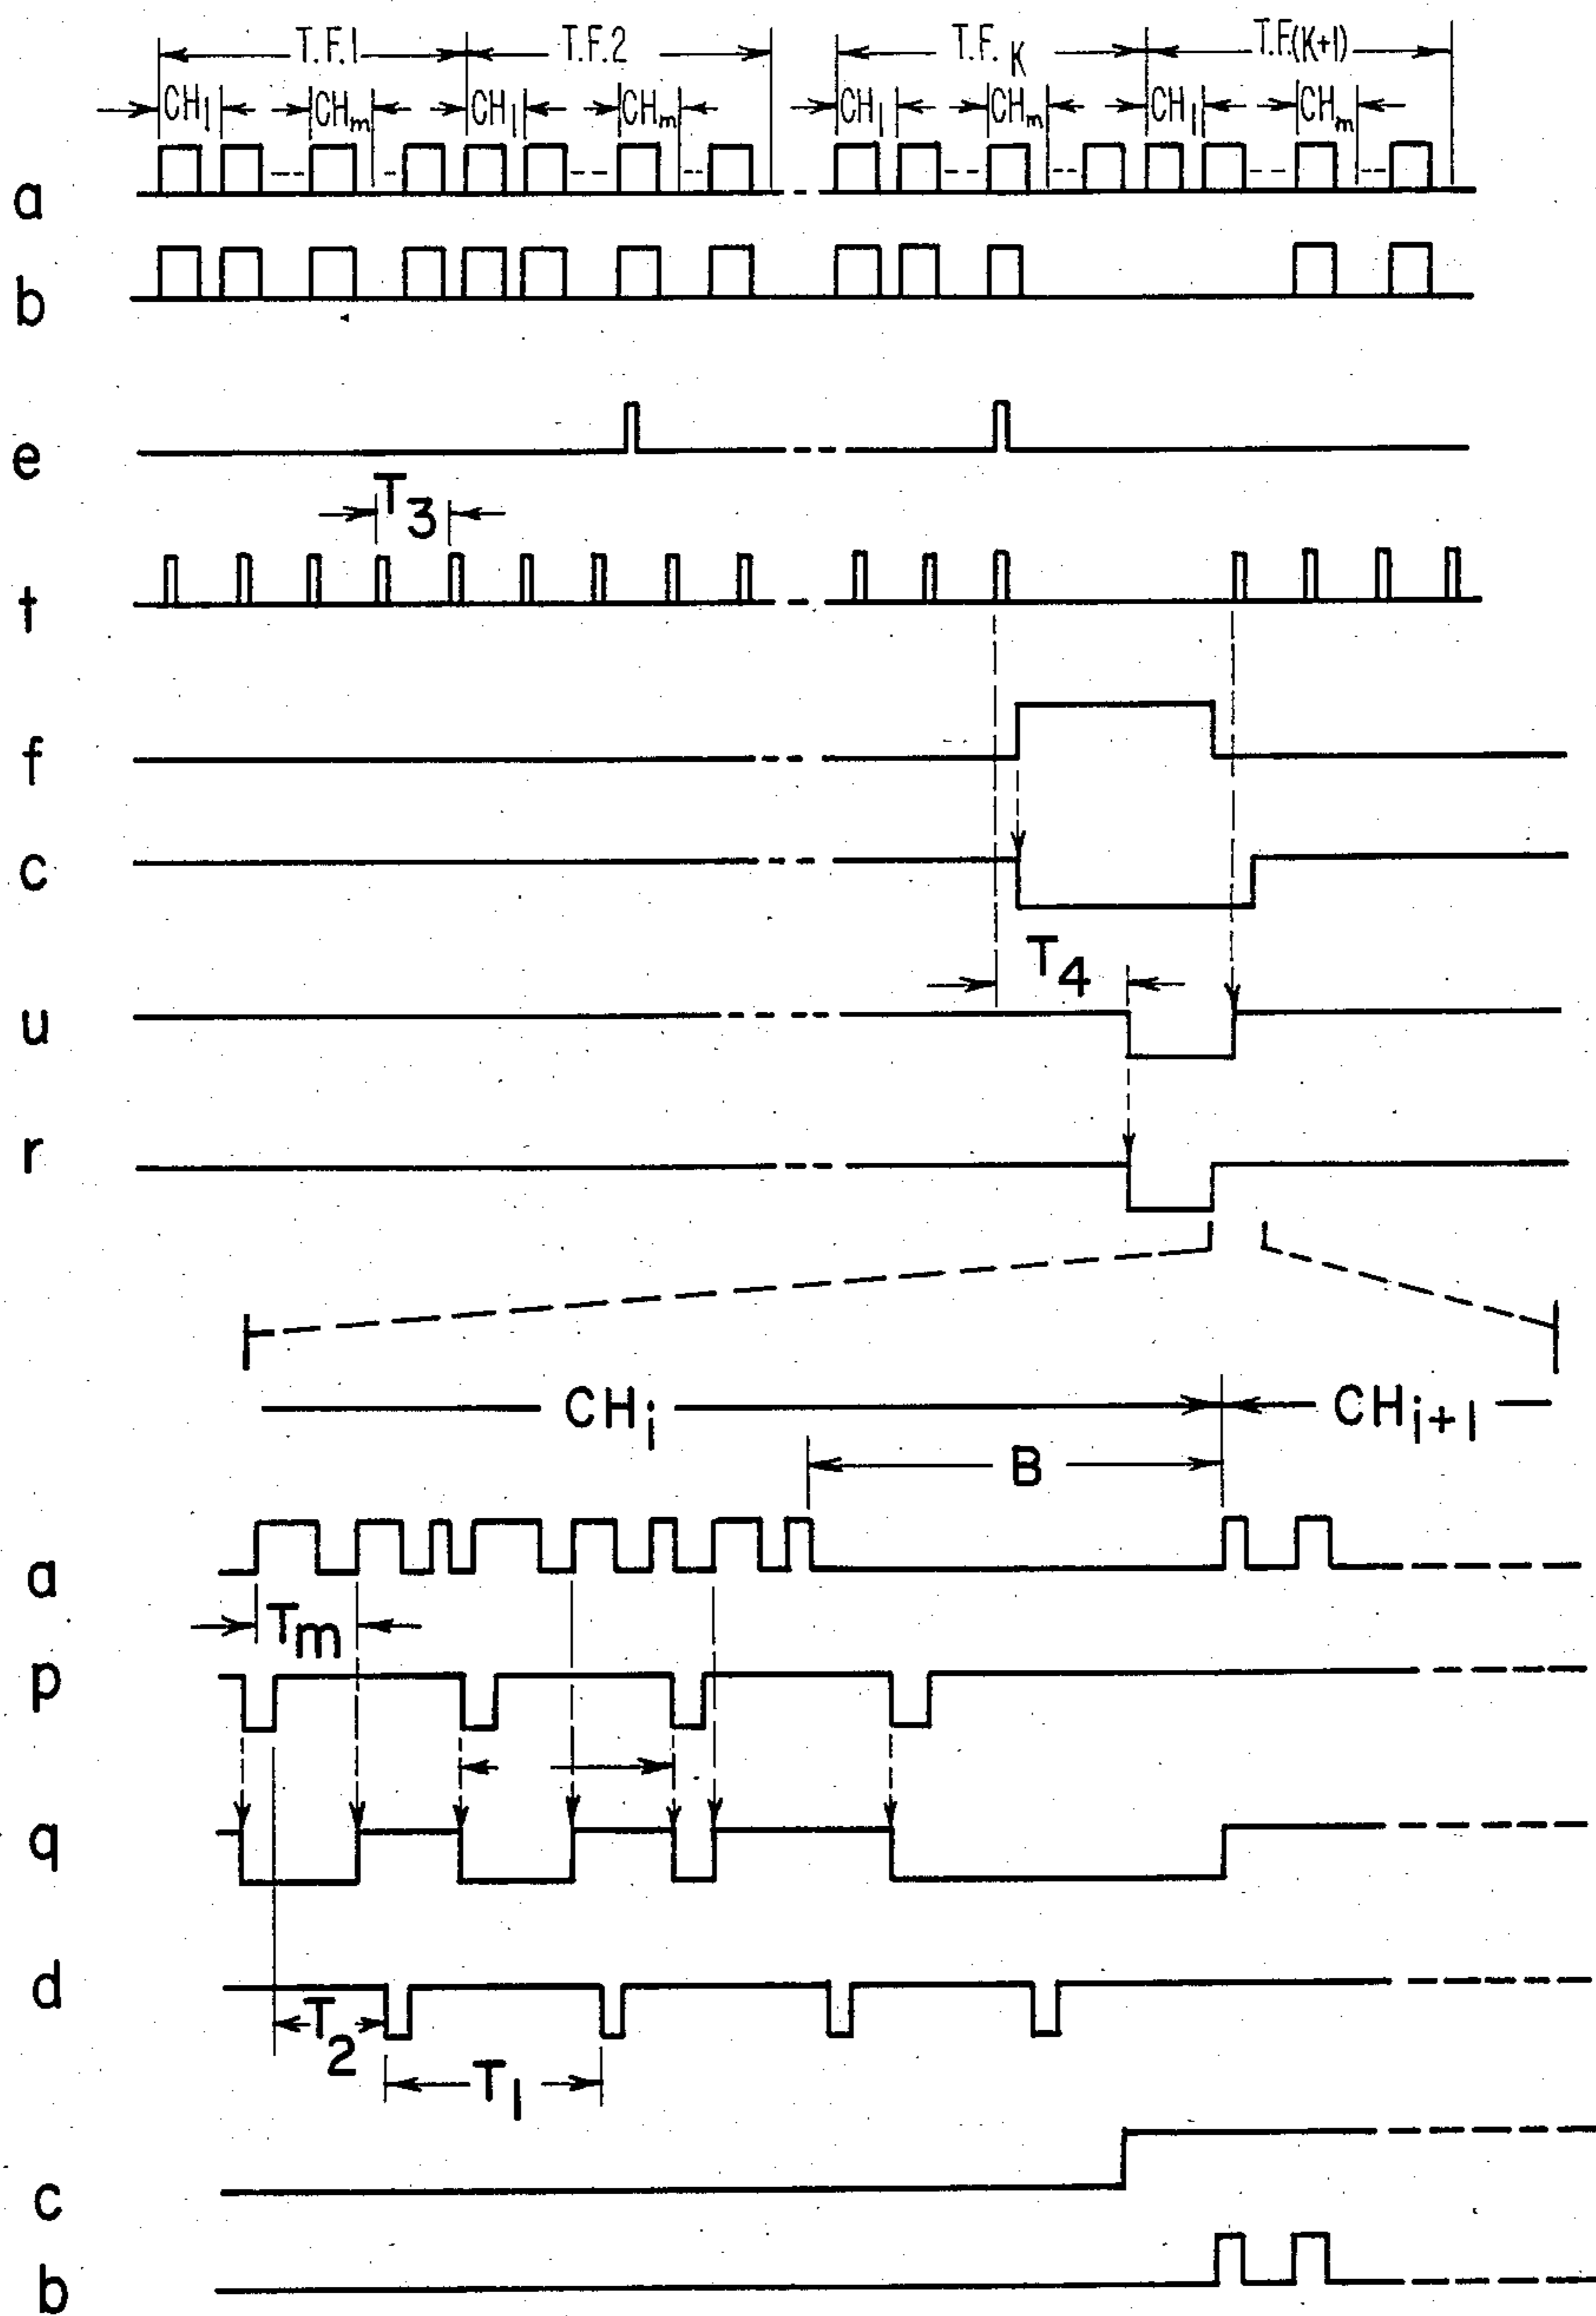 T.F.1 T.F.2 T.F.K T.F.(K+1)
CH1 CHm CH1 CHm CH1 CHm CH1 CHm
a
b
e
T3
t
f
c
T4
u
r
CHi CHi+1
B
a
Tm
p
q
d
T2
T1
c
b